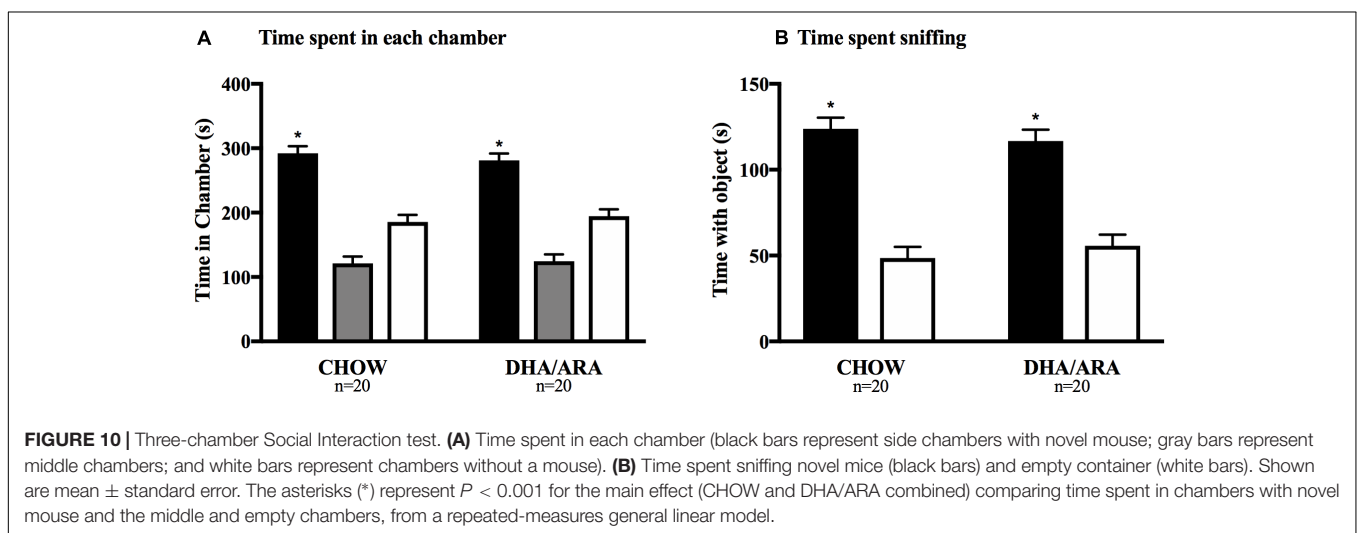 A Time spent in each chamber
400
300
200
100
0
Time in Chamber (s)
*
*
CHOW
n=20
DHA/ARA
n=20
B Time spent sniffing
150
100
50
0
Time with object (s)
*
*
CHOW
n=20
DHA/ARA
n=20
FIGURE 10 | Three-chamber Social Interaction test. (A) Time spent in each chamber (black bars represent side chambers with novel mouse; gray bars represent
middle chambers; and white bars represent chambers without a mouse). (B) Time spent sniffing novel mice (black bars) and empty container (white bars). Shown
are mean ± standard error. The asterisks (*) represent P < 0.001 for the main effect (CHOW and DHA/ARA combined) comparing time spent in chambers with novel
mouse and the middle and empty chambers, from a repeated-measures general linear model.